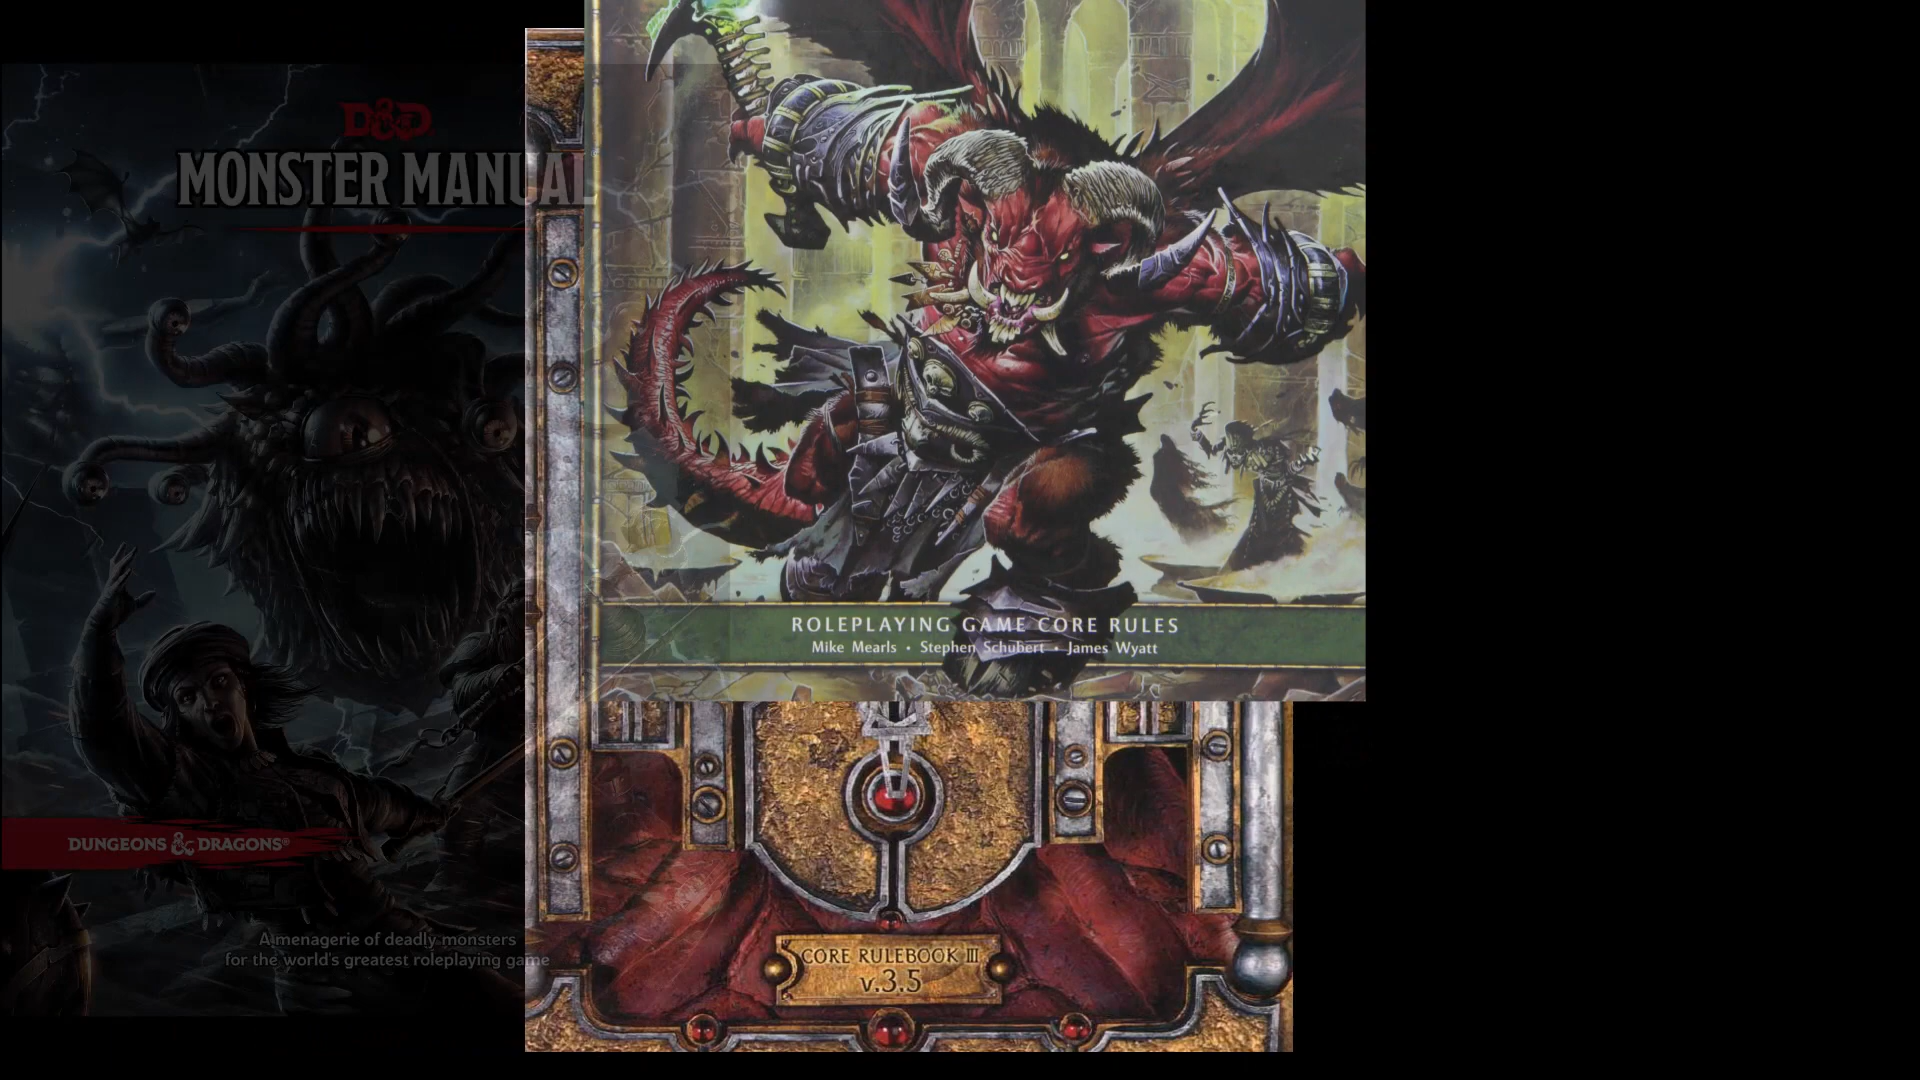 D&D
MONSTER MANUAL
DUNGEONS & DRAGONS®
A menagerie of deadly monsters
for the world's greatest roleplaying game
ROLEPLAYING GAME CORE RULES
Mike Mearls • Stephen Schubert • James Wyatt
CORE RULEBOOK III
v.3.5